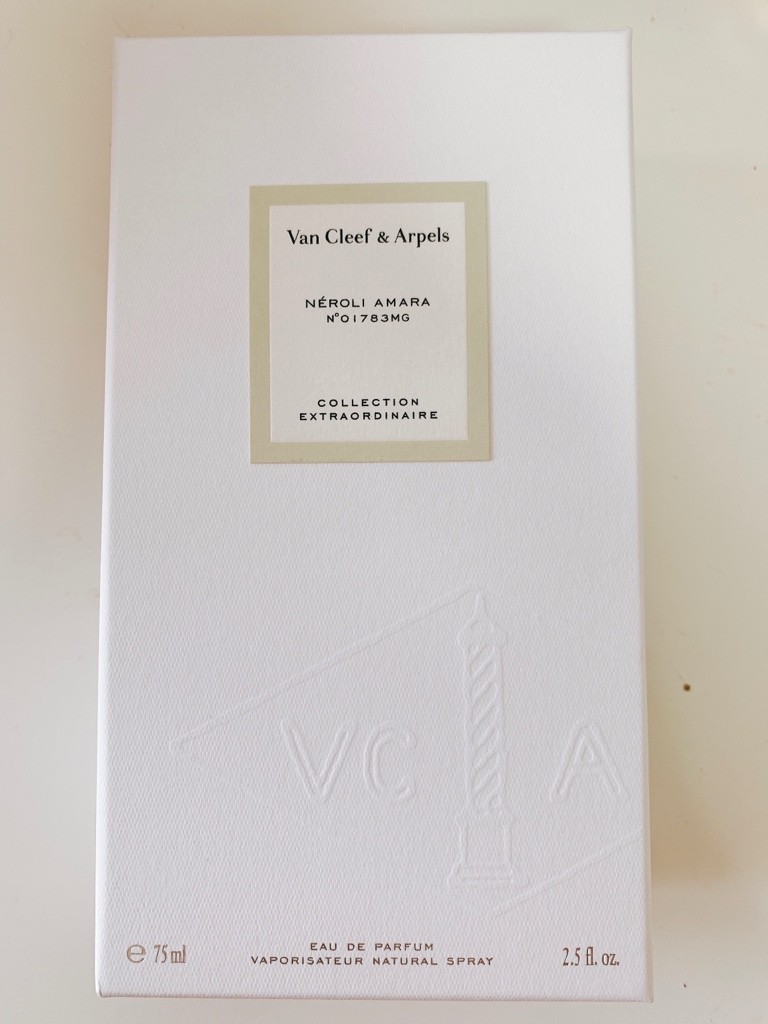 Van Cleef & Arpels
NÉROLI AMARA
N°01783MG
COLLECTION
EXTRAORDINAIRE
VC A
℮ 75 ml
EAU DE PARFUM
VAPORISATEUR NATURAL SPRAY
2.5 fl. oz.